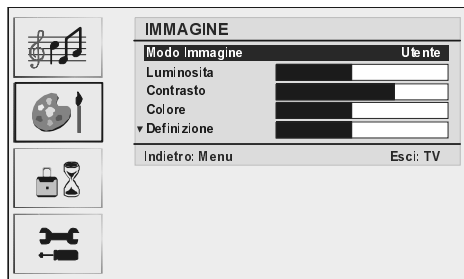 IMMAGINE
Modo Immagine Utente
Luminosita
Contrasto
Colore
Definizione
Indietro: Menu Esci: TV